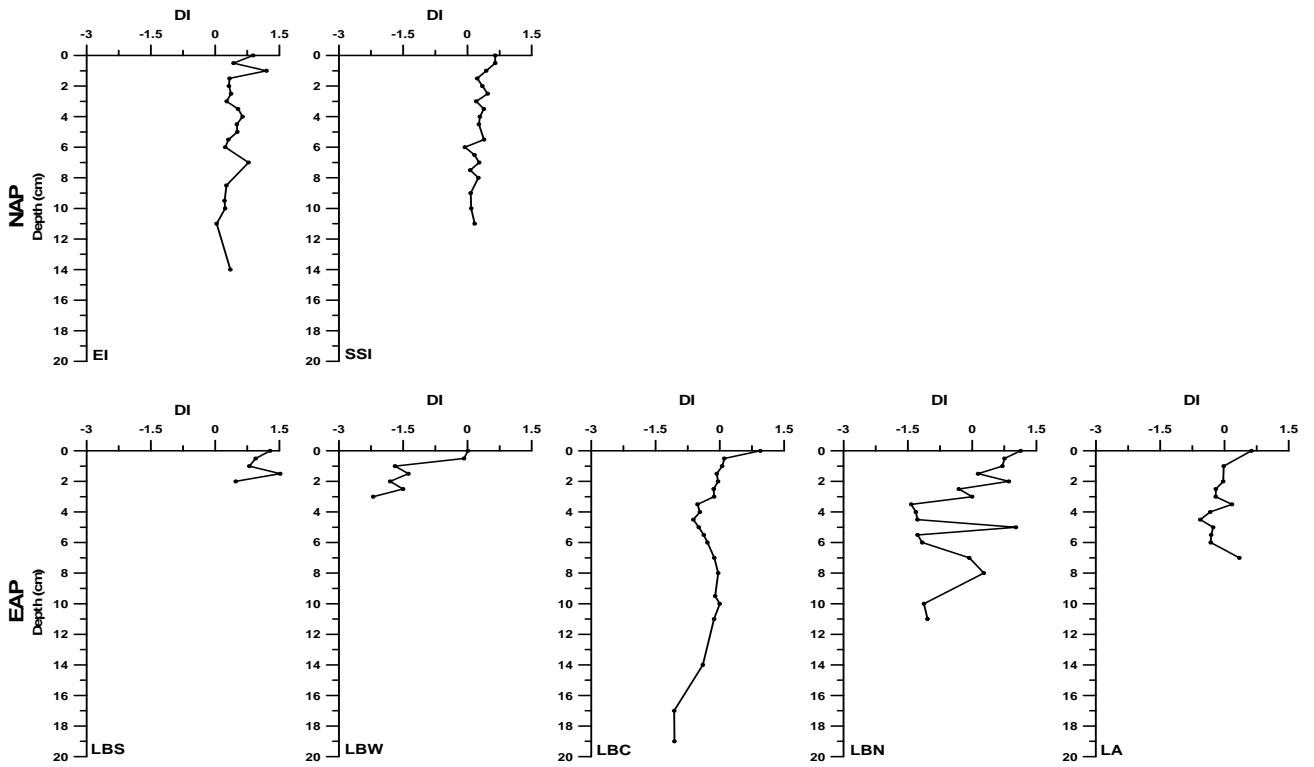 DI DI
-3 -1.5 0 1.5 -3 -1.5 0 1.5
0 0
2 2
4 4
6 6
8 8
10 10
12 12
14 14
16 16
18 18
20 20
NAP
Depth (cm)
EI SSI
DI DI DI DI DI
-3 -1.5 0 1.5 -3 -1.5 0 1.5 -3 -1.5 0 1.5 -3 -1.5 0 1.5 -3 -1.5 0 1.5
0 0 0 0 0
2 2 2 2 2
4 4 4 4 4
6 6 6 6 6
8 8 8 8 8
10 10 10 10 10
12 12 12 12 12
14 14 14 14 14
16 16 16 16 16
18 18 18 18 18
20 20 20 20 20
EAP
Depth (cm)
LBS LBW LBC LBN LA